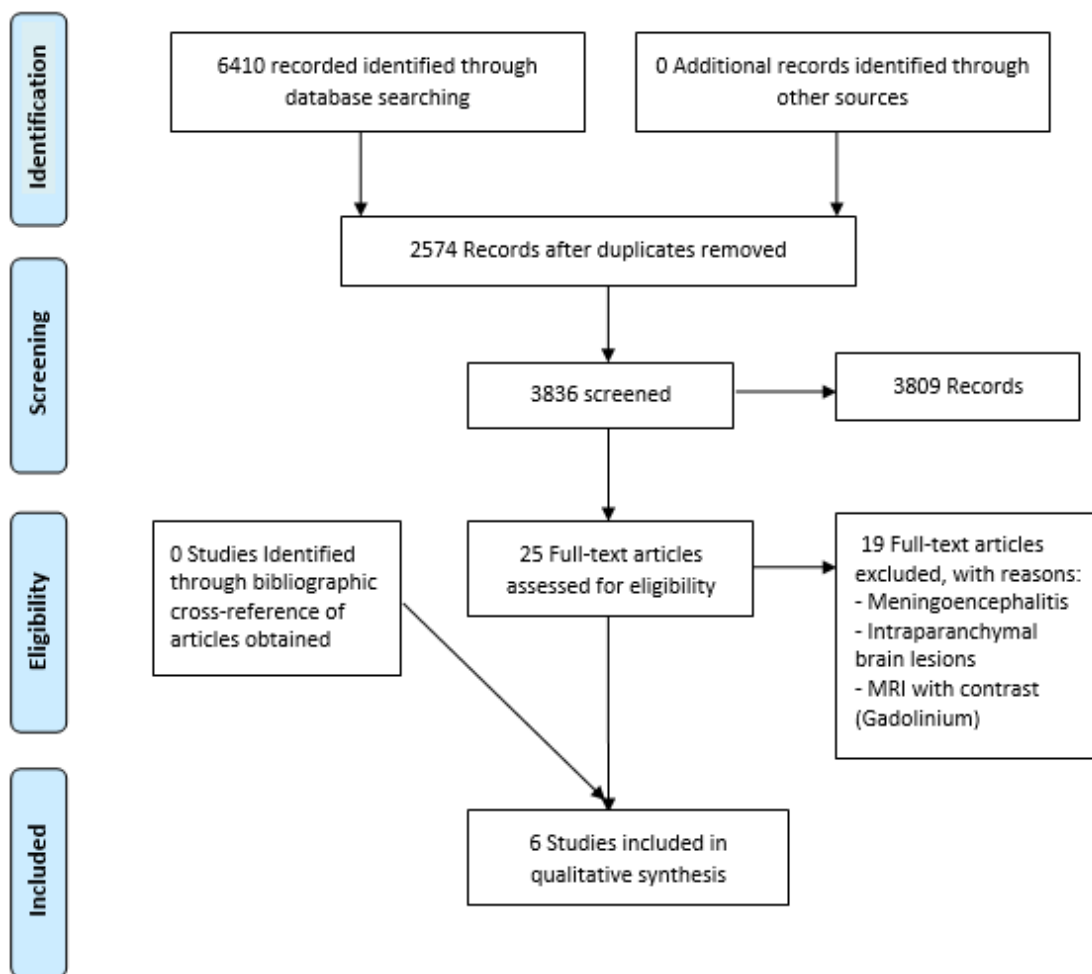 Identification
6410 recorded identified through
database searching
0 Additional records identified through
other sources
2574 Records after duplicates removed
Screening
3836 screened
3809 Records
Eligibility
0 Studies Identified
through bibliographic
cross-reference of
articles obtained
25 Full-text articles
assessed for eligibility
19 Full-text articles
excluded, with reasons:
- Meningoencephalitis
- Intraparanchymal
brain lesions
- MRI with contrast
(Gadolinium)
Included
6 Studies included in
qualitative synthesis